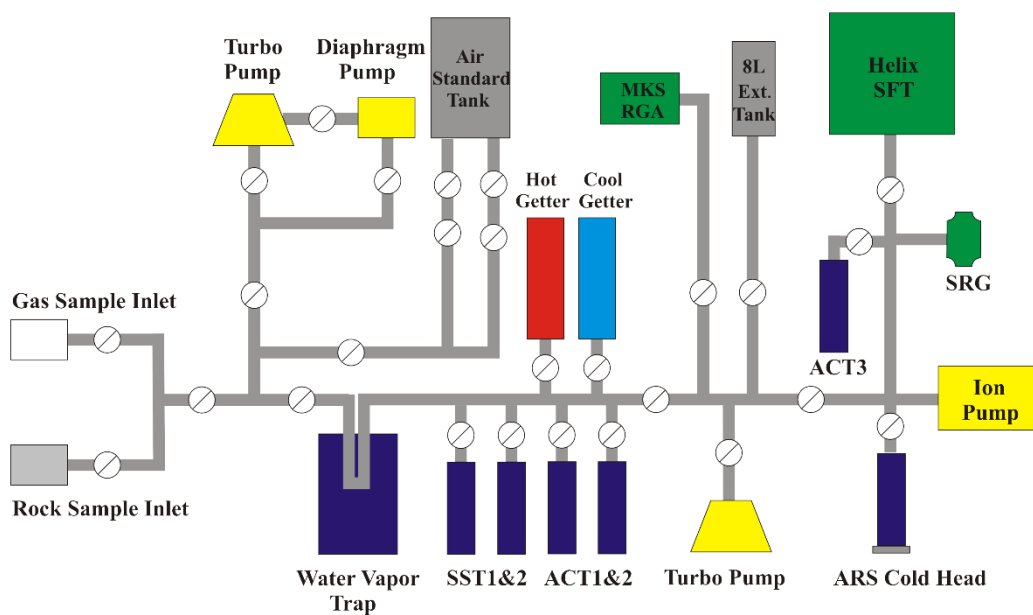 Turbo
Pump
Diaphragm
Pump
Air
Standard
Tank
MKS
RGA
8L
Ext.
Tank
Helix
SFT
Hot
Getter
Cool
Getter
SRG
Gas Sample Inlet
ACT3
Ion
Pump
Rock Sample Inlet
Water Vapor
Trap
SST1&2
ACT1&2
Turbo Pump
ARS Cold Head